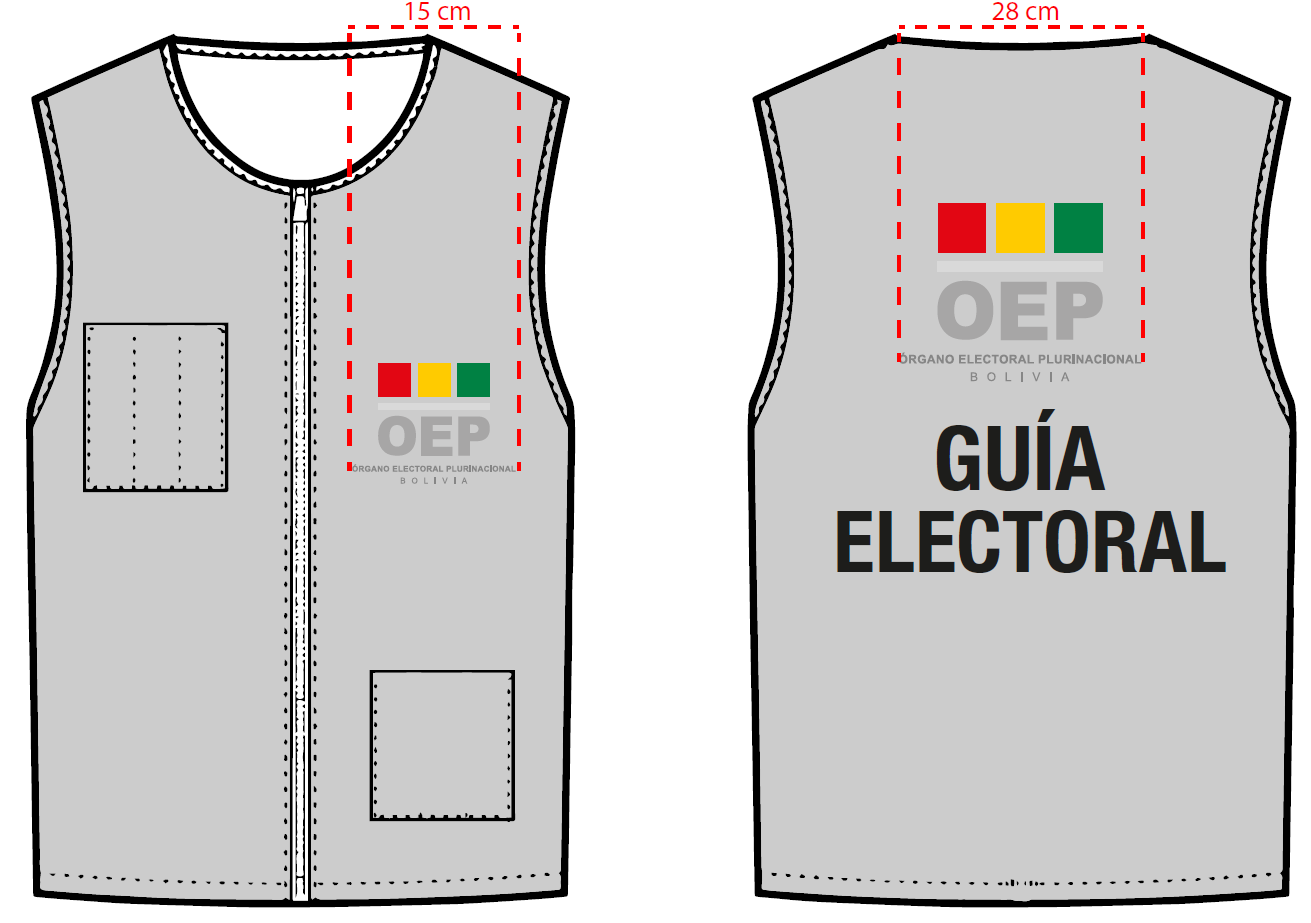 15 cm
OEP
ÓRGANO ELECTORAL PLURINACIONAL
BOLIVIA
28 cm
OEP
ÓRGANO ELECTORAL PLURINACIONAL
BOLIVIA
GUÍA
ELECTORAL